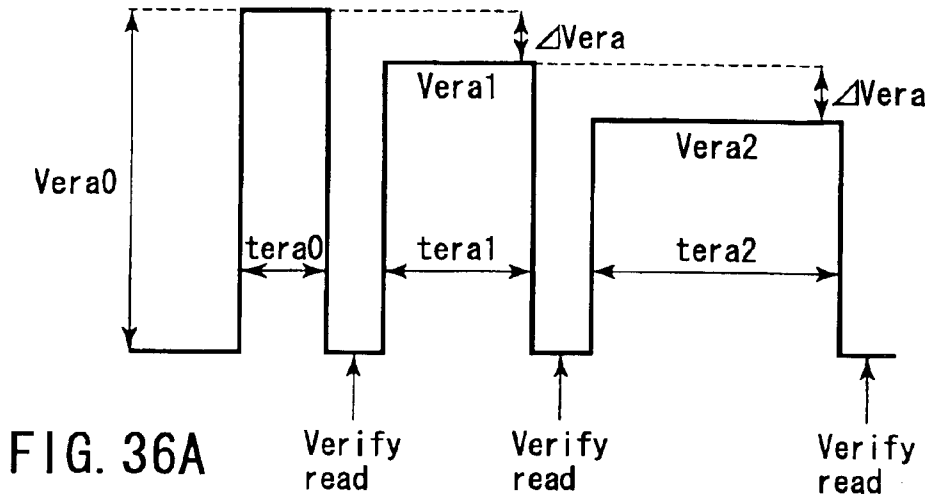 ⊿Vera
Vera1
⊿Vera
Vera2
Vera0
tera0
tera1
tera2
Verify
read
Verify
read
Verify
read
FIG. 36A